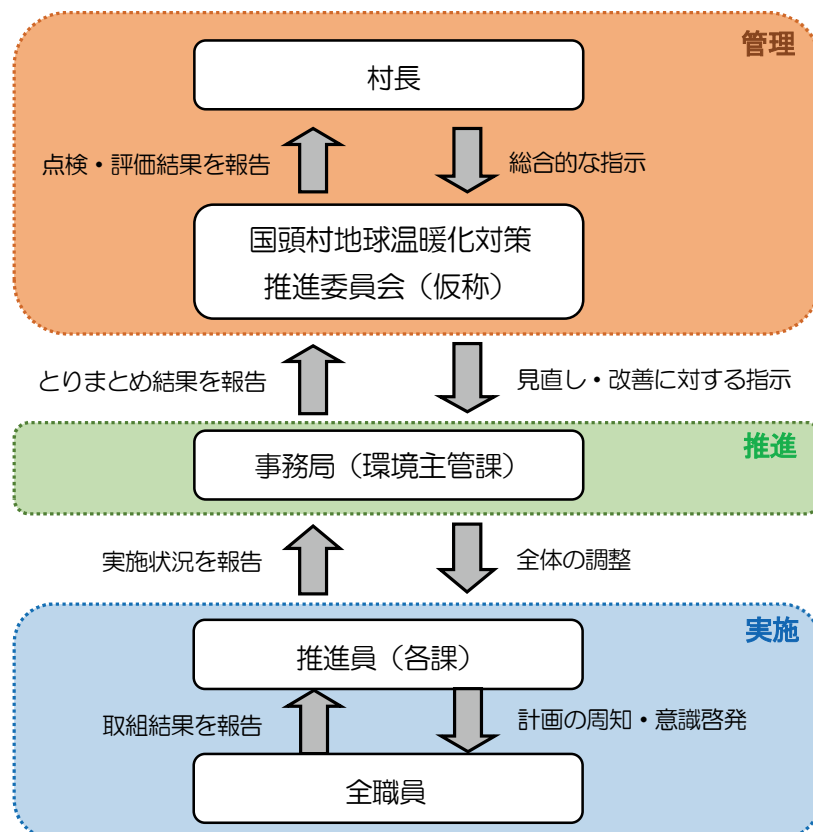 管理
村長
点検・評価結果を報告
総合的な指示
国頭村地球温暖化対策
推進委員会（仮称）
とりまとめ結果を報告
見直し・改善に対する指示
推進
事務局（環境主管課）
実施状況を報告
全体の調整
実施
推進員（各課）
取組結果を報告
計画の周知・意識啓発
全職員